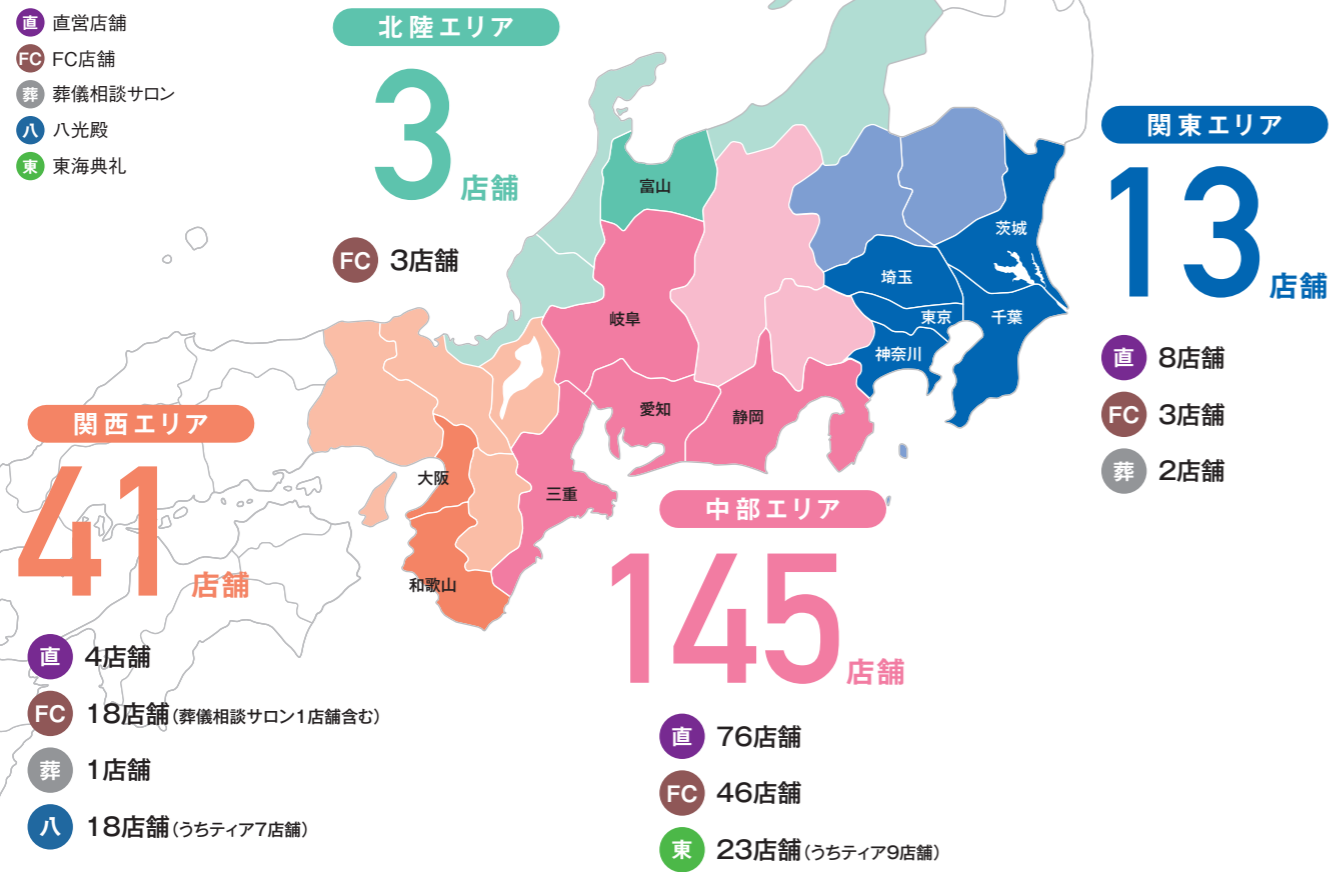 直 直営店舗
FC FC店舗
葬 葬儀相談サロン
八 八光殿
東 東海典礼
北陸エリア
3店舗
FC 3店舗
関東エリア
13店舗
直 8店舗
FC 3店舗
葬 2店舗
富山
茨城
埼玉
東京
千葉
神奈川
岐阜
愛知
静岡
三重
大阪
和歌山
関西エリア
41店舗
直 4店舗
FC 18店舗(葬儀相談サロン1店舗含む)
葬 1店舗
八 18店舗(うちティア7店舗)
中部エリア
145店舗
直 76店舗
FC 46店舗
東 23店舗(うちティア9店舗)